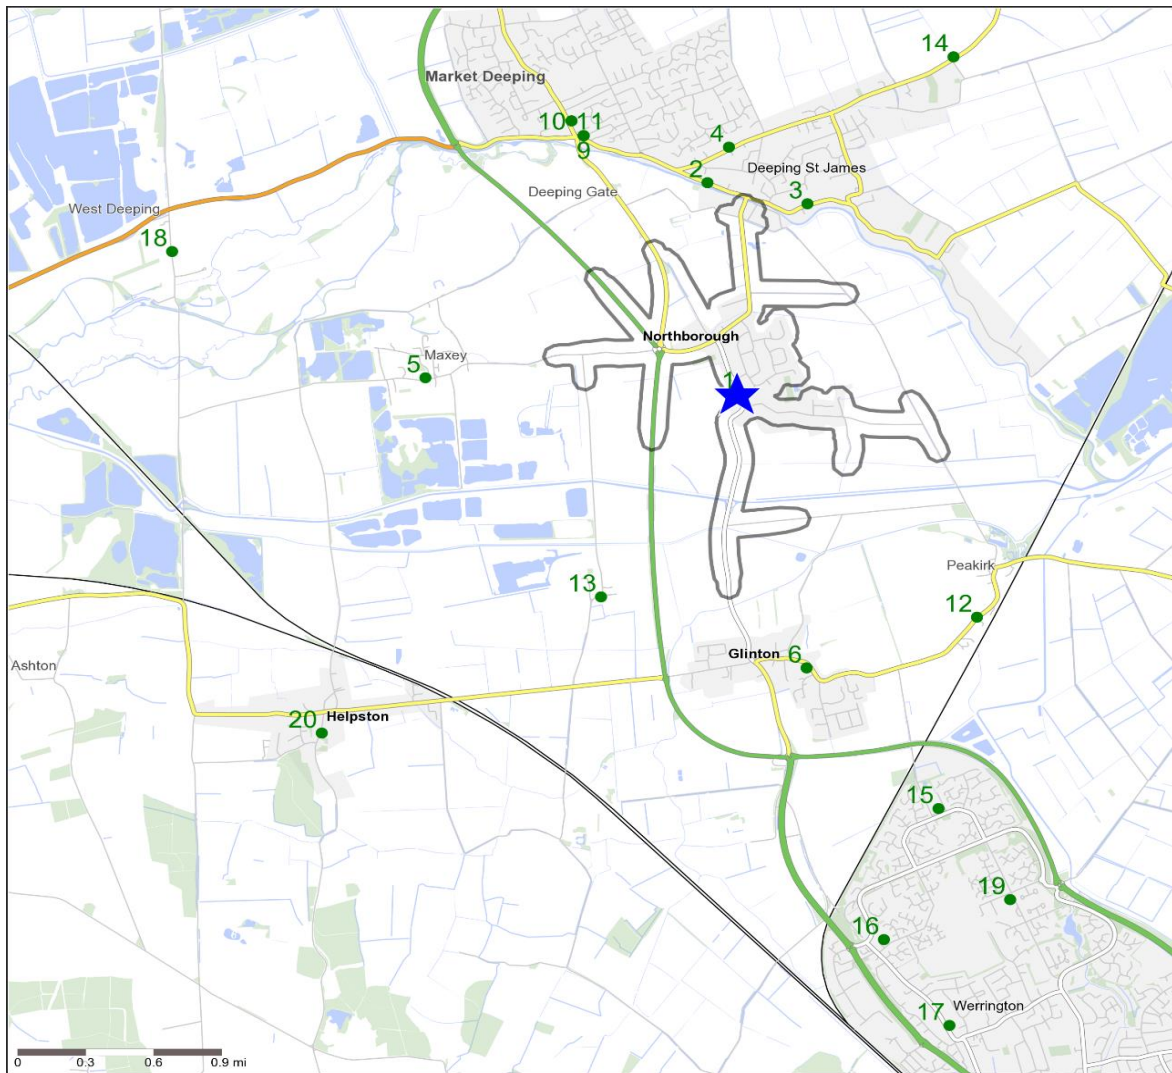 14
Market Deeping
10
11
4
9
Deeping St James
2
Deeping Gate
3
West Deeping
18
Northborough
Maxey
5
1
Peakirk
13
12
Glinton
6
Ashton
Helpston
20
15
19
16
Werrington
17
0
0.3
0.6
0.9 mi